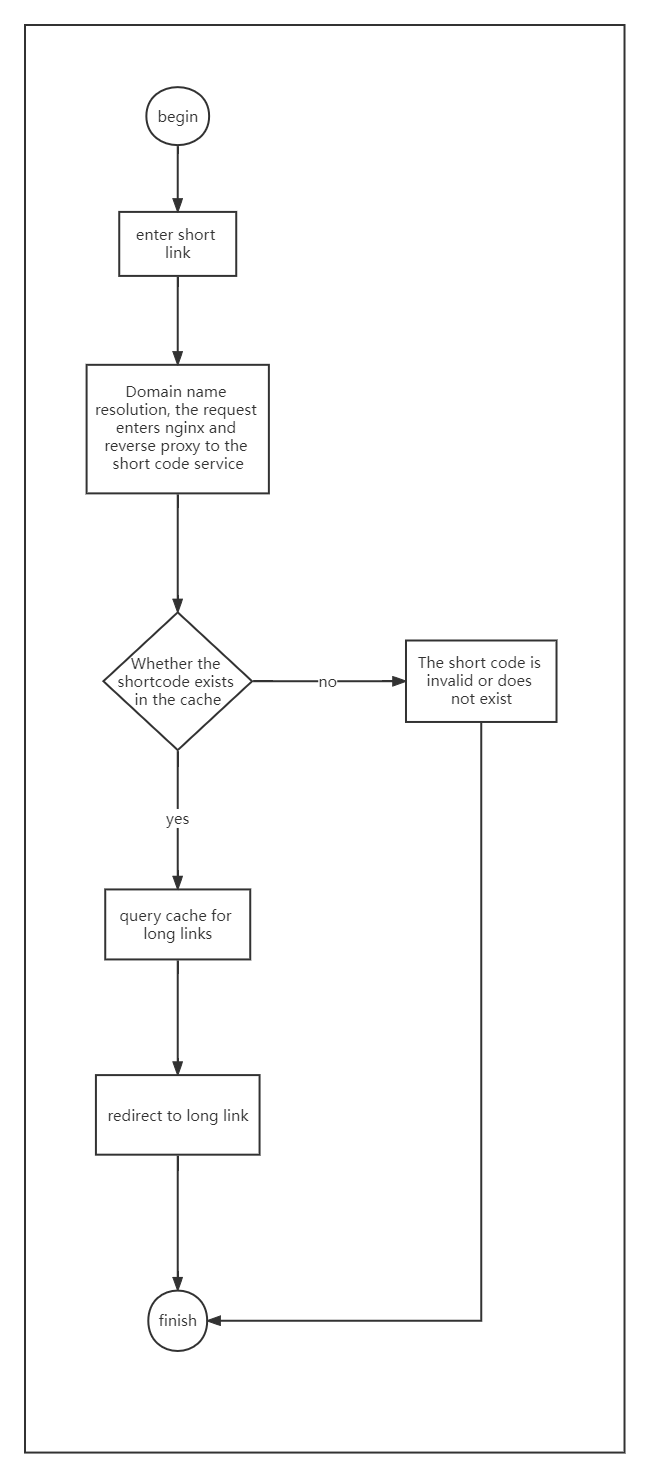 begin
enter short
link
Domain name
resolution, the request
enters nginx and
reverse proxy to the
short code service
Whether the
shortcode exists
in the cache
no
The short code is
invalid or does
not exist
yes
query cache for
long links
redirect to long link
finish